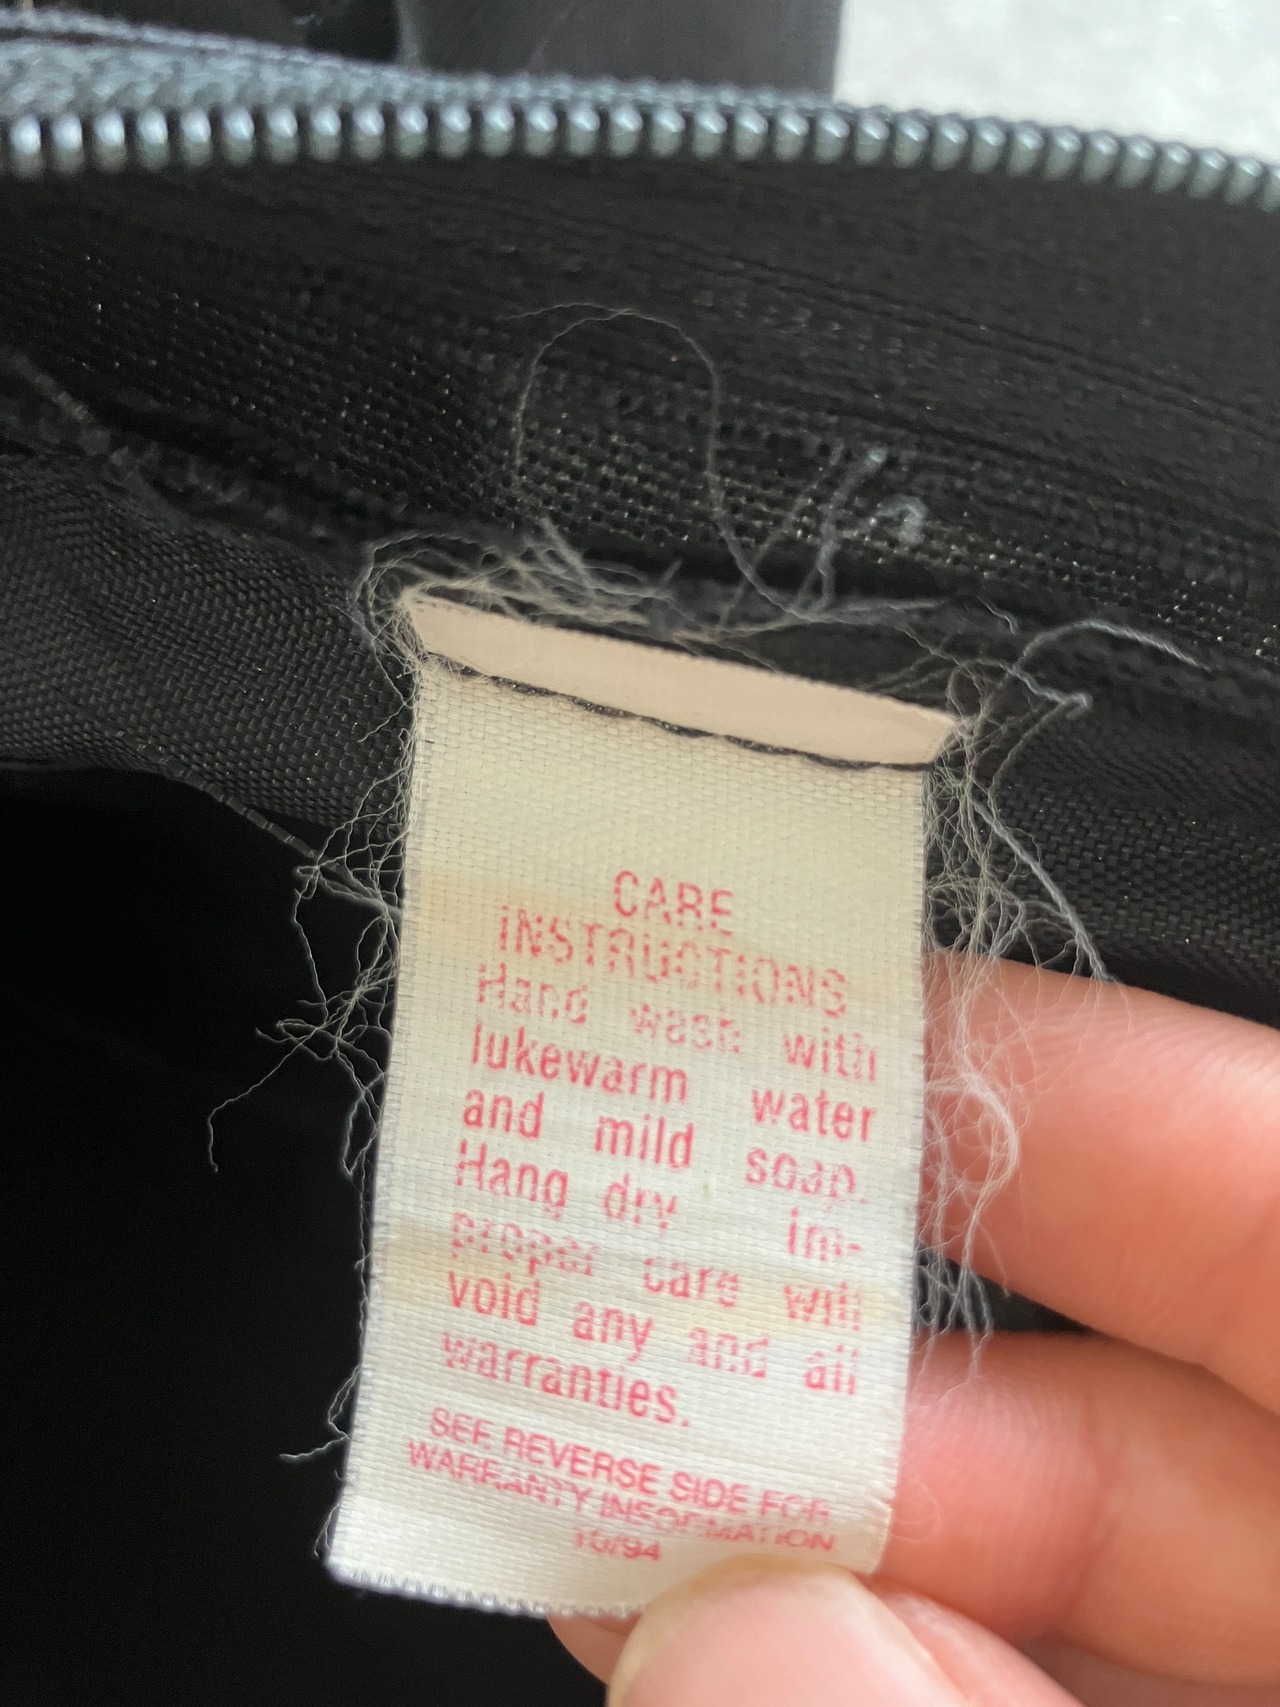 CARE
INSTRUCTIONS
Hand wash with
lukewarm water
and mild soap.
Hang dry im-
proper care will
void any and all
warranties.
SEE REVERSE SIDE FOR
WARRANTY INFORMATION
10/94